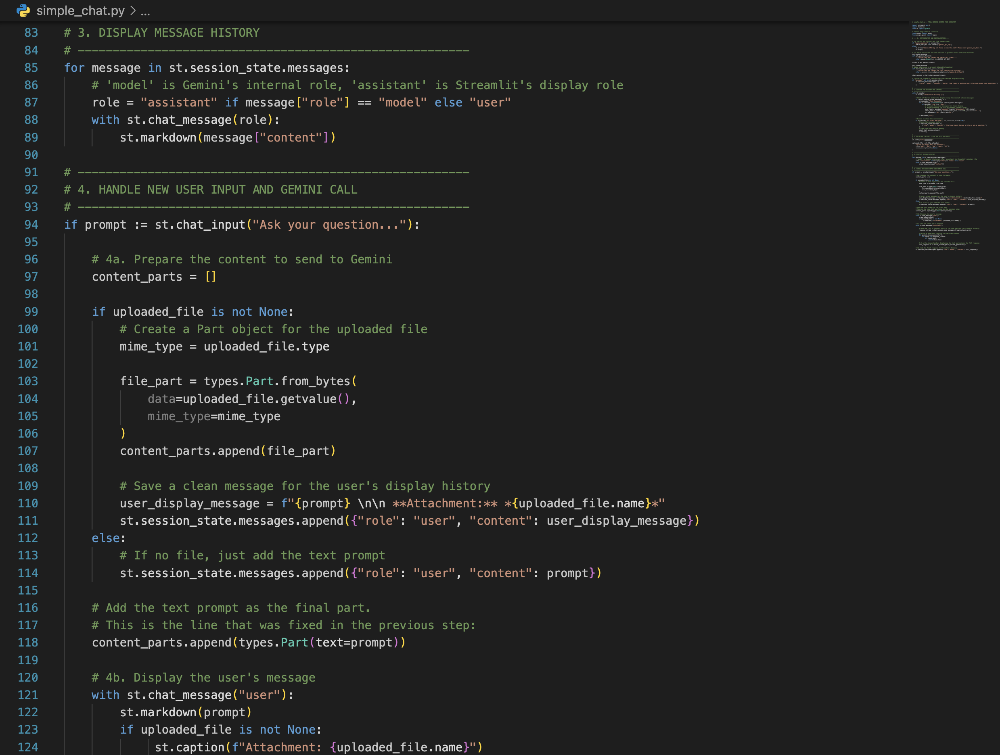 simple_chat.py > ...
83 # 3. DISPLAY MESSAGE HISTORY
84 # --------------------------------------------------------
85 for message in st.session_state.messages:
86     # 'model' is Gemini's internal role, 'assistant' is Streamlit's display role
87     role = "assistant" if message["role"] == "model" else "user"
88     with st.chat_message(role):
89         st.markdown(message["content"])
90
91 # --------------------------------------------------------
92 # 4. HANDLE NEW USER INPUT AND GEMINI CALL
93 # --------------------------------------------------------
94 if prompt := st.chat_input("Ask your question..."):
95
96     # 4a. Prepare the content to send to Gemini
97     content_parts = []
98
99     if uploaded_file is not None:
100         # Create a Part object for the uploaded file
101         mime_type = uploaded_file.type
102
103         file_part = types.Part.from_bytes(
104             data=uploaded_file.getvalue(),
105             mime_type=mime_type
106         )
107         content_parts.append(file_part)
108
109         # Save a clean message for the user's display history
110         user_display_message = f"{prompt} \n\n **Attachment:** *{uploaded_file.name}*"
111         st.session_state.messages.append({"role": "user", "content": user_display_message})
112     else:
113         # If no file, just add the text prompt
114         st.session_state.messages.append({"role": "user", "content": prompt})
115
116     # Add the text prompt as the final part.
117     # This is the line that was fixed in the previous step:
118     content_parts.append(types.Part(text=prompt))
119
120     # 4b. Display the user's message
121     with st.chat_message("user"):
122         st.markdown(prompt)
123         if uploaded_file is not None:
124              st.caption(f"Attachment: {uploaded_file.name}")